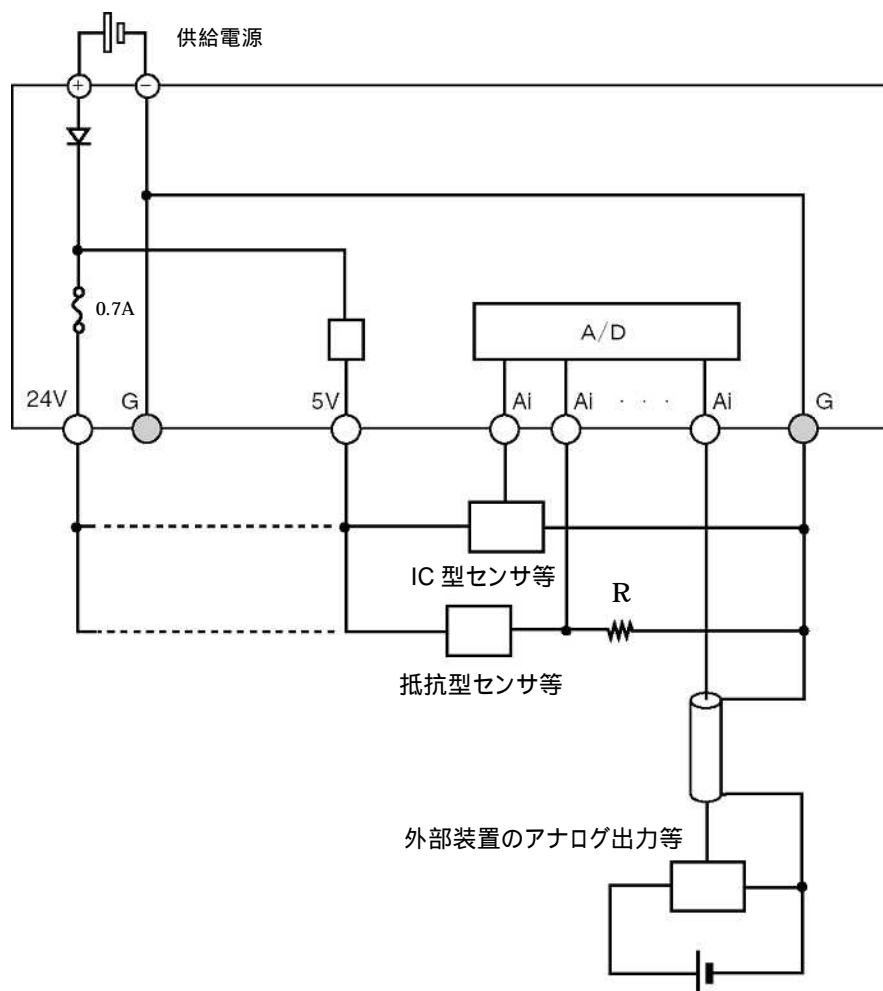 供給電源
+ −
0.7A
A/D
24V G 5V Ai Ai · · · Ai G
IC 型センサ等
R
抵抗型センサ等
外部装置のアナログ出力等